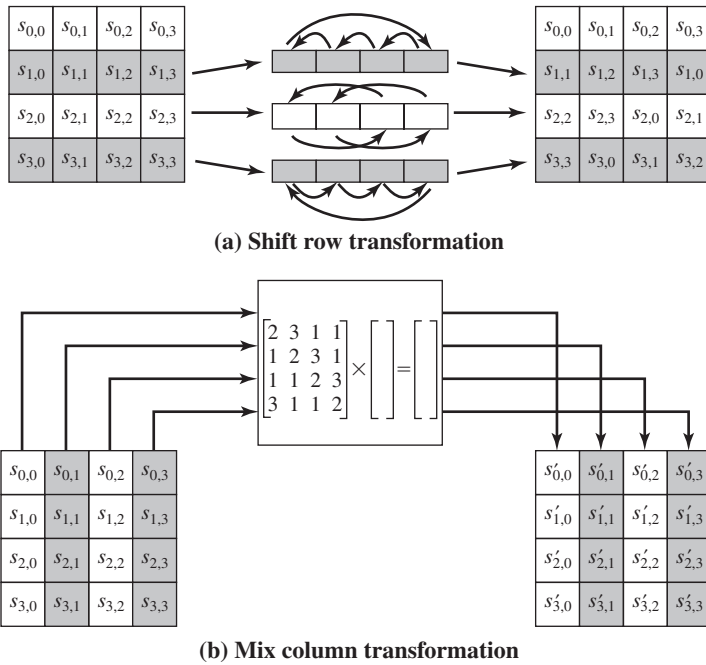 s0,0 s0,1 s0,2 s0,3 s0,0 s0,1 s0,2 s0,3
s1,0 s1,1 s1,2 s1,3 s1,1 s1,2 s1,3 s1,0
s2,0 s2,1 s2,2 s2,3 s2,2 s2,3 s2,0 s2,1
s3,0 s3,1 s3,2 s3,3 s3,3 s3,0 s3,1 s3,2
(a) Shift row transformation
2 3 1 1
1 2 3 1
× =
1 1 2 3
3 1 1 2
s0,0 s0,1 s0,2 s0,3 s′0,0 s′0,1 s′0,2 s′0,3
s1,0 s1,1 s1,2 s1,3 s′1,0 s′1,1 s′1,2 s′1,3
s2,0 s2,1 s2,2 s2,3 s′2,0 s′2,1 s′2,2 s′2,3
s3,0 s3,1 s3,2 s3,3 s′3,0 s′3,1 s′3,2 s′3,3
(b) Mix column transformation